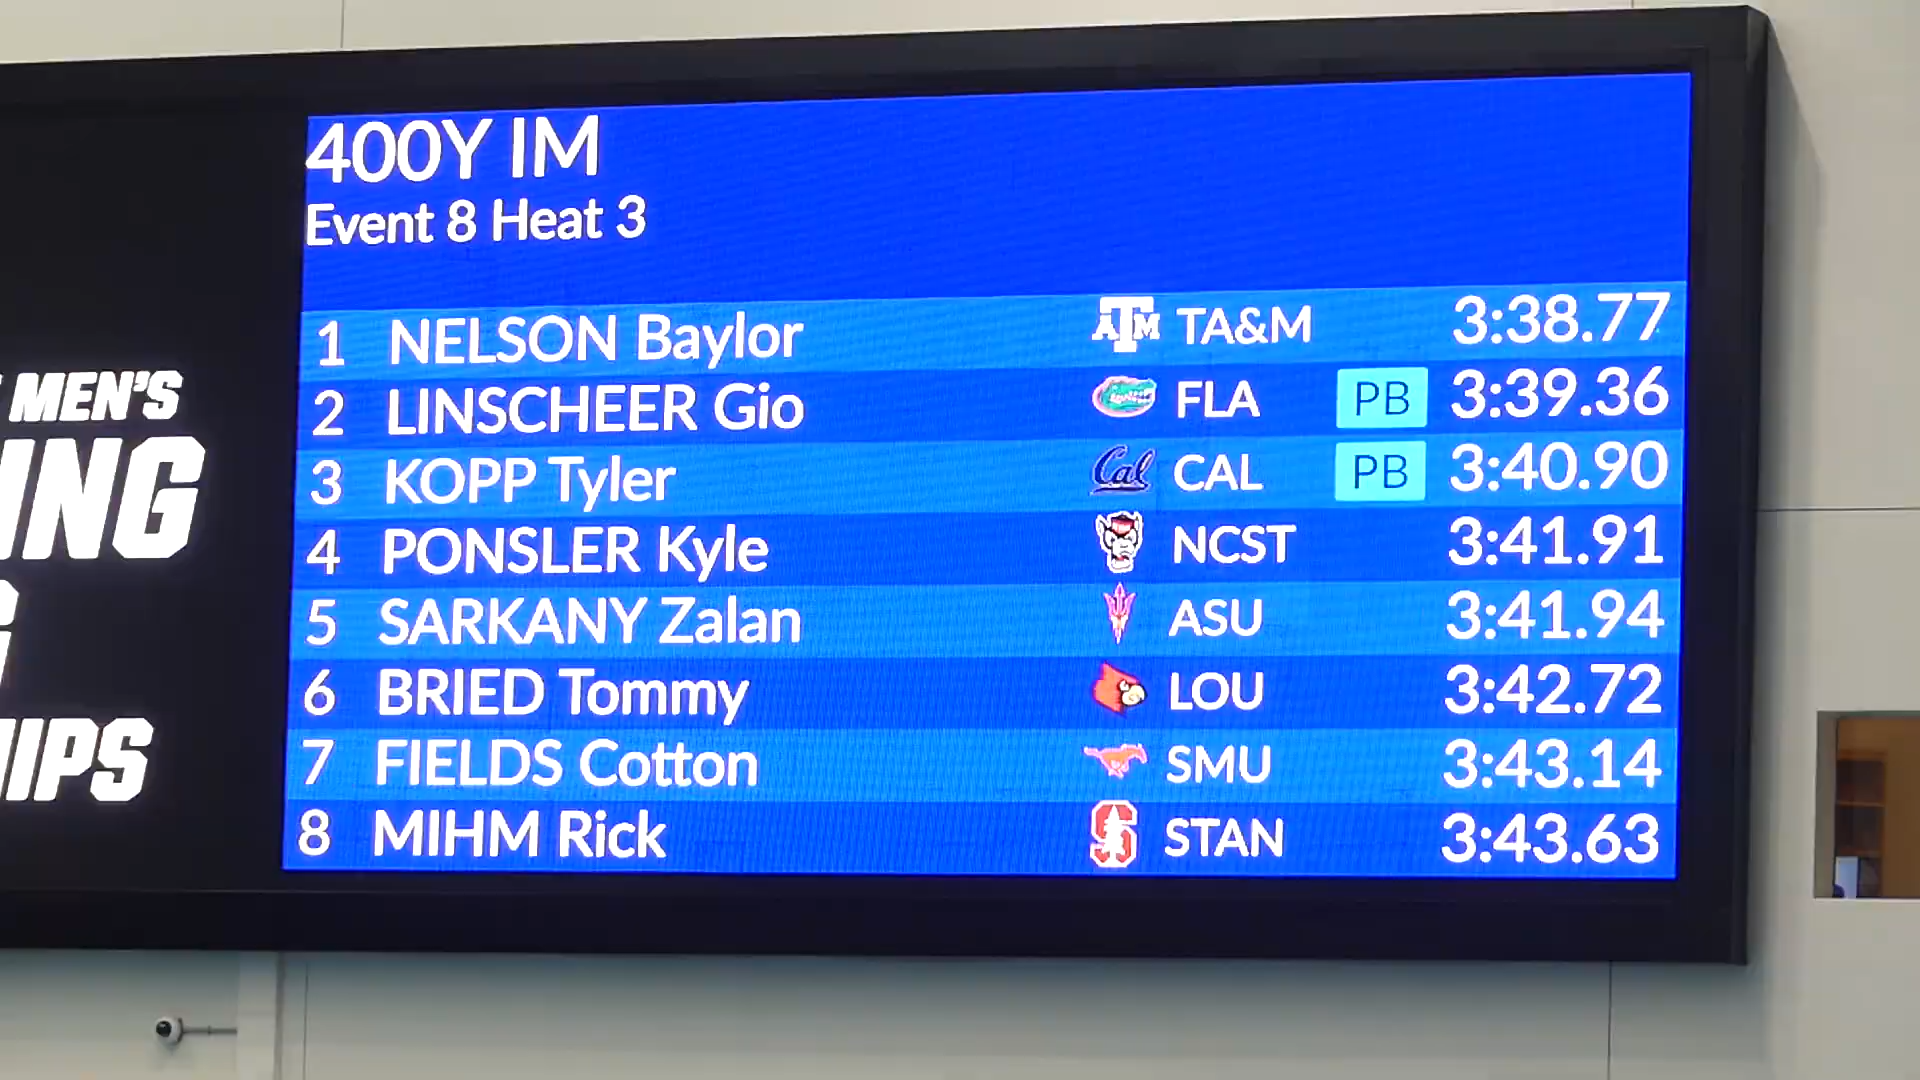 400Y IM
Event 8 Heat 3
1 NELSON Baylor ATM TA&M 3:38.77
2 LINSCHEER Gio FLA PB 3:39.36
3 KOPP Tyler Cal CAL PB 3:40.90
4 PONSLER Kyle NCST 3:41.91
5 SARKANY Zalan ASU 3:41.94
6 BRIED Tommy LOU 3:42.72
7 FIELDS Cotton SMU 3:43.14
8 MIHM Rick S STAN 3:43.63
MEN'S
ING
IPS